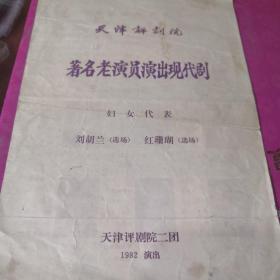 天津评剧院
著名老演员演出现代剧
妇女代表
刘胡兰（选场） 红珊瑚（选场）
天津评剧院二团
1982 演出